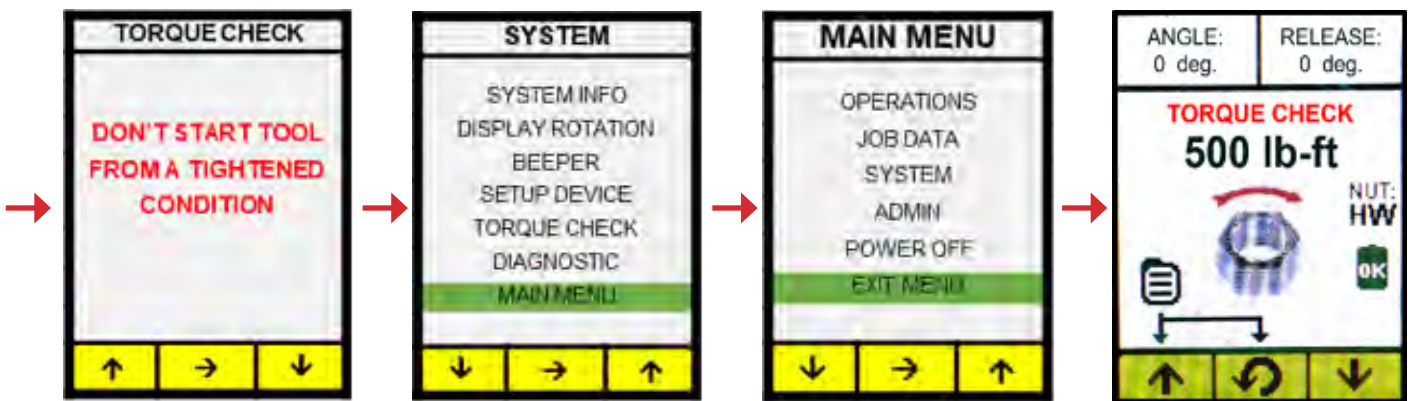 TORQUE CHECK
DON'T START TOOL
FROM A TIGHTENED
CONDITION
SYSTEM
SYSTEM INFO
DISPLAY ROTATION
BEEPER
SETUP DEVICE
TORQUE CHECK
DIAGNOSTIC
MAIN MENU
MAIN MENU
OPERATIONS
JOB DATA
SYSTEM
ADMIN
POWER OFF
EXIT MENU
ANGLE:
0 deg.
RELEASE:
0 deg.
TORQUE CHECK
500 lb-ft
NUT:
HW
OK